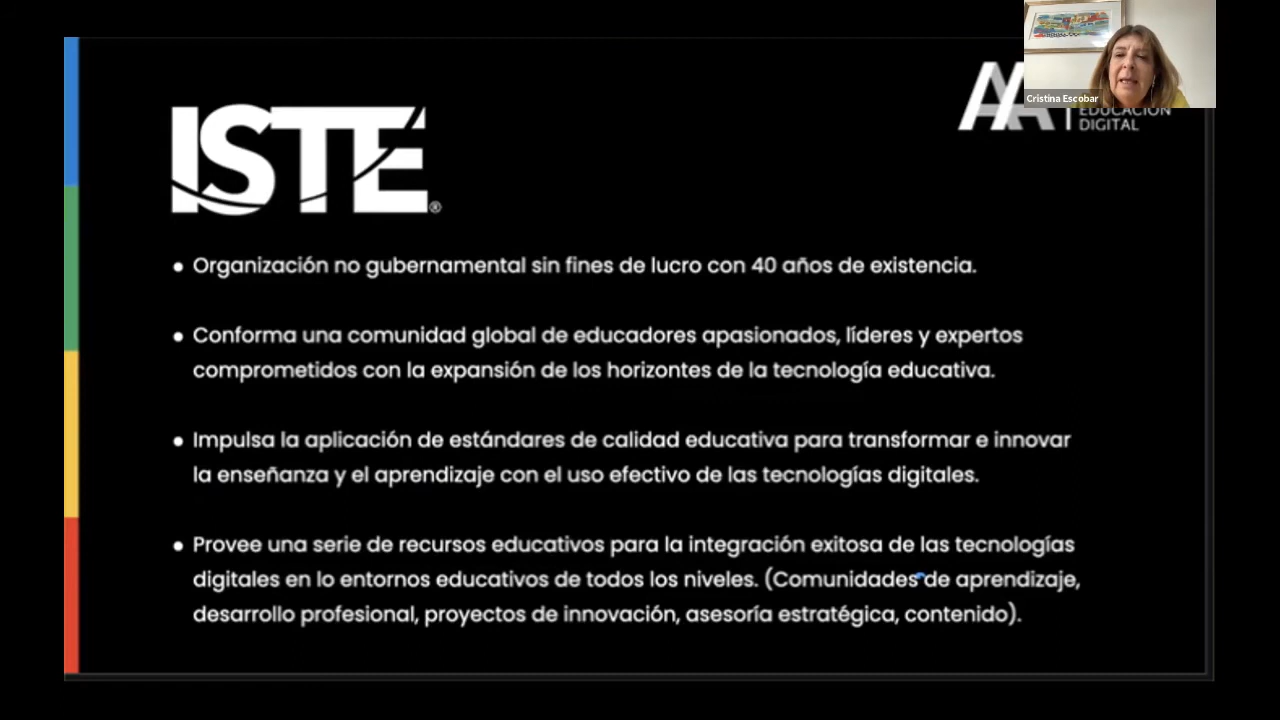 Cristina Escobar
AA
EDUCACIÓN
DIGITAL
ISTE®
• Organización no gubernamental sin fines de lucro con 40 años de existencia.
• Conforma una comunidad global de educadores apasionados, líderes y expertos
comprometidos con la expansión de los horizontes de la tecnología educativa.
• Impulsa la aplicación de estándares de calidad educativa para transformar e innovar
la enseñanza y el aprendizaje con el uso efectivo de las tecnologías digitales.
• Provee una serie de recursos educativos para la integración exitosa de las tecnologías
digitales en lo entornos educativos de todos los niveles. (Comunidades de aprendizaje,
desarrollo profesional, proyectos de innovación, asesoría estratégica, contenido).